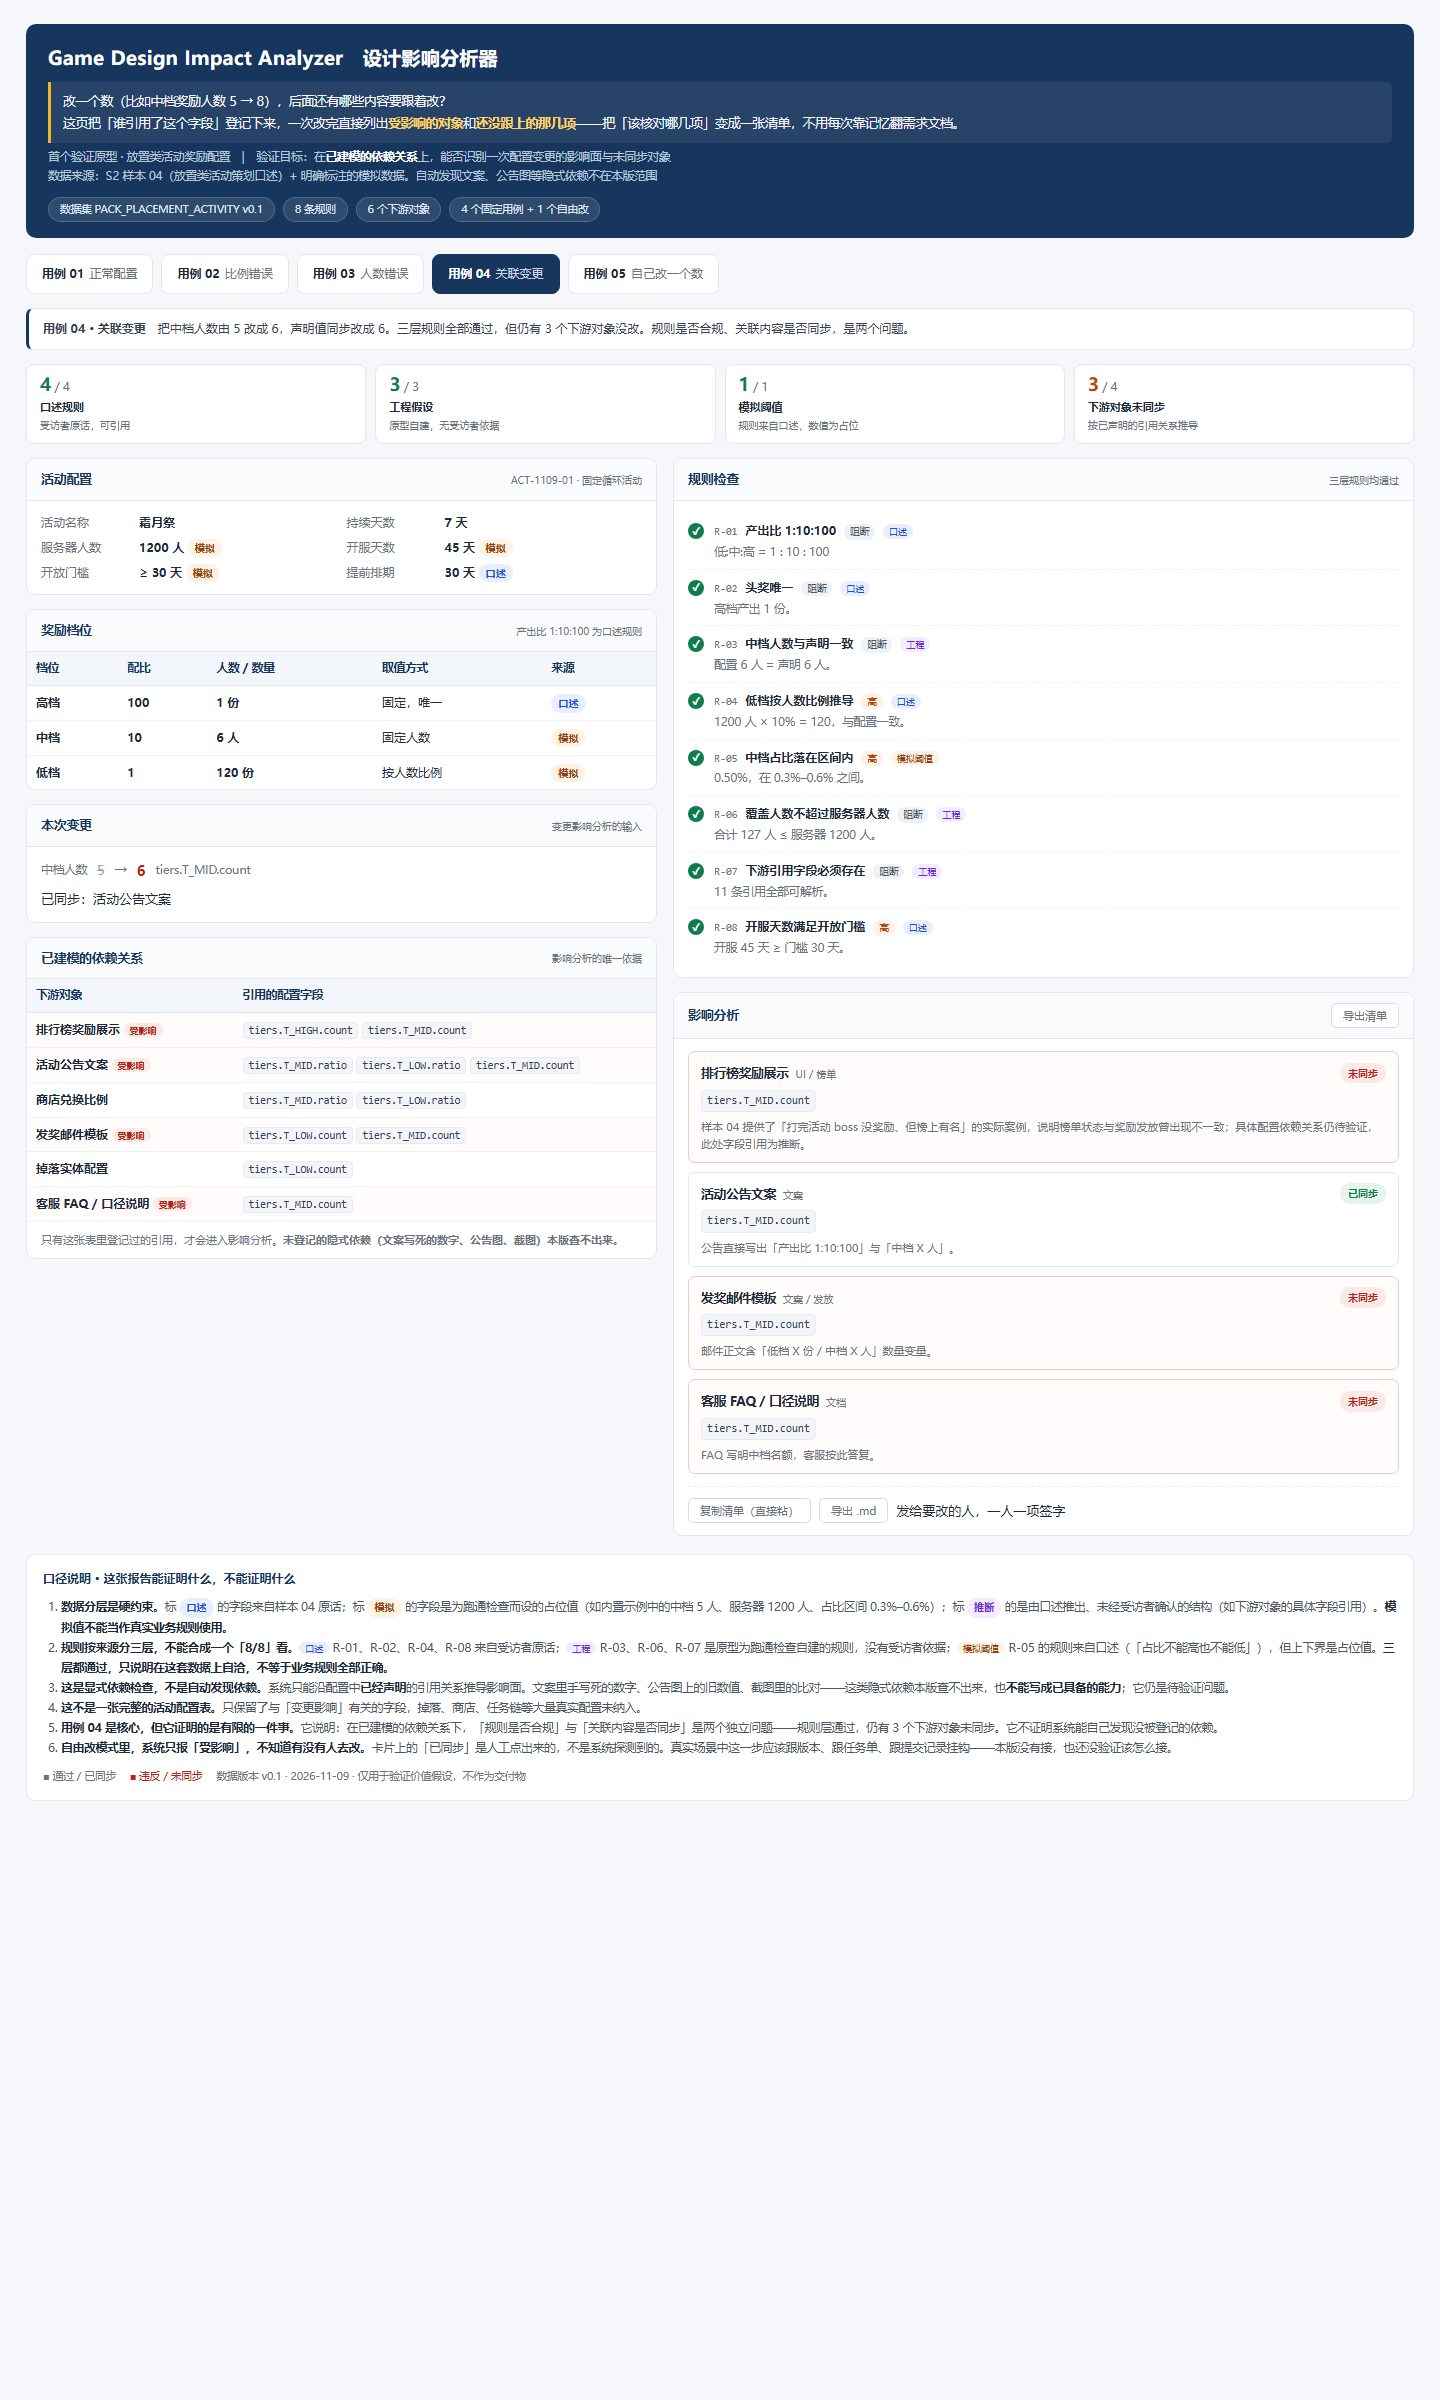 Game Design Impact Analyzer 设计影响分析器
改一个数（比如中档奖励人数 5 → 8），后面还有哪些内容要跟着改？
这页把「谁引用了这个字段」登记下来，一次改完直接列出受影响的对象和还没跟上的那几项——把「该核对哪几项」变成一张清单，不用每次靠记忆翻需求文档。
首个验证原型 · 放置类活动奖励配置 | 验证目标：在已建模的依赖关系上，能否识别一次配置变更的影响面与未同步对象
数据来源：S2 样本 04（放置类活动策划口述）+ 明确标注的模拟数据。自动发现文案、公告图等隐式依赖不在本版范围
数据集 PACK_PLACEMENT_ACTIVITY v0.1 8 条规则 6 个下游对象 4 个固定用例 + 1 个自由改
用例 01 正常配置 用例 02 比例错误 用例 03 人数错误 用例 04 关联变更 用例 05 自己改一个数
用例 04 · 关联变更 把中档人数由 5 改成 6，声明值同步改成 6。三层规则全部通过，但仍有 3 个下游对象没改。规则是否合规、关联内容是否同步，是两个问题。
4 / 4
口述规则
受访者原话，可引用
3 / 3
工程假设
原型自建，无受访者依据
1 / 1
模拟阈值
规则来自口述，数值为占位
3 / 4
下游对象未同步
按已声明的引用关系推导
活动配置 ACT-1109-01 · 固定循环活动
活动名称 霜月祭 持续天数 7 天
服务器人数 1200 人 模拟 开服天数 45 天 模拟
开放门槛 ≥ 30 天 模拟 提前排期 30 天 口述
奖励档位 产出比 1:10:100 为口述规则
档位 配比 人数 / 数量 取值方式 来源
高档 100 1 份 固定，唯一 口述
中档 10 6 人 固定人数 模拟
低档 1 120 份 按人数比例 模拟
本次变更 变更影响分析的输入
中档人数 5 → 6 tiers.T_MID.count
已同步：活动公告文案
已建模的依赖关系 影响分析的唯一依据
下游对象 引用的配置字段
排行榜奖励展示 受影响 tiers.T_HIGH.count tiers.T_MID.count
活动公告文案 受影响 tiers.T_MID.ratio tiers.T_LOW.ratio tiers.T_MID.count
商店兑换比例 tiers.T_MID.ratio tiers.T_LOW.ratio
发奖邮件模板 受影响 tiers.T_LOW.count tiers.T_MID.count
掉落实体配置 tiers.T_LOW.count
客服 FAQ / 口径说明 受影响 tiers.T_MID.count
只有这张表里登记过的引用，才会进入影响分析。未登记的隐式依赖（文案写死的数字、公告图、截图）本版查不出来。
规则检查 三层规则均通过
R-01 产出比 1:10:100 阻断 口述
低:中:高 = 1 : 10 : 100
R-02 头奖唯一 阻断 口述
高档产出 1 份。
R-03 中档人数与声明一致 阻断 工程
配置 6 人 = 声明 6 人。
R-04 低档按人数比例推导 高 口述
1200 人 × 10% = 120，与配置一致。
R-05 中档占比落在区间内 高 模拟阈值
0.50%，在 0.3%–0.6% 之间。
R-06 覆盖人数不超过服务器人数 阻断 工程
合计 127 人 ≤ 服务器 1200 人。
R-07 下游引用字段必须存在 阻断 工程
11 条引用全部可解析。
R-08 开服天数满足开放门槛 高 口述
开服 45 天 ≥ 门槛 30 天。
影响分析 导出清单
排行榜奖励展示 UI / 榜单 未同步
tiers.T_MID.count
样本 04 提供了「打完活动 boss 没奖励、但榜上有名」的实际案例，说明榜单状态与奖励发放曾出现不一致；具体配置依赖关系仍待验证，
此处字段引用为推断。
活动公告文案 文案 已同步
tiers.T_MID.count
公告直接写出「产出比 1:10:100」与「中档 X 人」。
发奖邮件模板 文案 / 发放 未同步
tiers.T_MID.count
邮件正文含「低档 X 份 / 中档 X 人」数量变量。
客服 FAQ / 口径说明 文档 未同步
tiers.T_MID.count
FAQ 写明中档名额，客服按此答复。
复制清单（直接粘） 导出 .md 发给要改的人，一人一项签字
口径说明 · 这张报告能证明什么，不能证明什么
1. 数据分层是硬约束。标 口述 的字段来自样本 04 原话；标 模拟 的字段是为跑通检查而设的占位值（如内置示例中的中档 5 人、服务器 1200 人、占比区间 0.3%–0.6%）；标 推断 的是由口述推出、未经受访者确认的结构（如下游对象的具体字段引用）。模
拟值不能当作真实业务规则使用。
2. 规则按来源分三层，不能合成一个「8/8」看。口述 R-01、R-02、R-04、R-08 来自受访者原话；工程 R-03、R-06、R-07 是原型为跑通检查自建的规则，没有受访者依据；模拟阈值 R-05 的规则来自口述（「占比不能高也不能低」），但上下界是占位值。三
层都通过，只说明在这套数据上自洽，不等于业务规则全部正确。
3. 这是显式依赖检查，不是自动发现依赖。系统只能沿配置中已经声明的引用关系推导影响面。文案里手写死的数字、公告图上的旧数值、截图里的比对——这类隐式依赖本版查不出来，也不能写成已具备的能力；它仍是待验证问题。
4. 这不是一张完整的活动配置表。只保留了与「变更影响」有关的字段，掉落、商店、任务链等大量真实配置未纳入。
5. 用例 04 是核心，但它证明的是有限的一件事。它说明：在已建模的依赖关系下，「规则是否合规」与「关联内容是否同步」是两个独立问题——规则层通过，仍有 3 个下游对象未同步。它不证明系统能自己发现没被登记的依赖。
6. 自由改模式里，系统只报「受影响」，不知道有没有人去改。卡片上的「已同步」是人工点出来的，不是系统探测到的。真实场景中这一步应该跟版本、跟任务单、跟提交记录挂钩——本版没有接，也还没验证该怎么接。
■ 通过 / 已同步 ■ 违反 / 未同步 数据版本 v0.1 · 2026-11-09 · 仅用于验证价值假设，不作为交付物